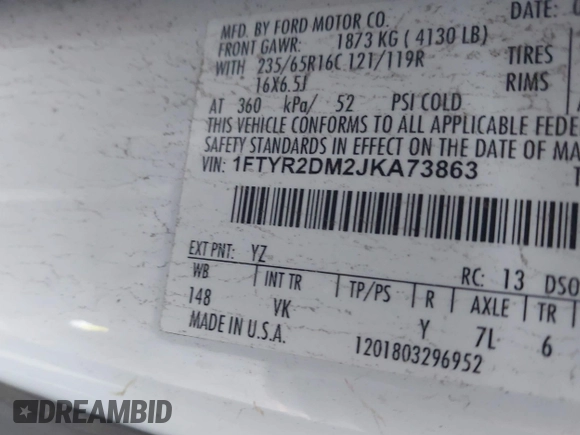 MFD. BY FORD MOTOR CO.
DATE:
FRONT GAWR: 1873 KG ( 4130 LB)
WITH 235/65R16C 121/119R TIRES
16X6.5J RIMS
AT 360 kPa/ 52 PSI COLD
THIS VEHICLE CONFORMS TO ALL APPLICABLE FEDE
SAFETY STANDARDS IN EFFECT ON THE DATE OF MA
VIN: 1FTYR2DM2JKA73863
EXT PNT: YZ RC: 13 DSO
WB INT TR TP/PS R AXLE TR
148 VK Y 7L 6
MADE IN U.S.A. 1201803296952
DREAMBID